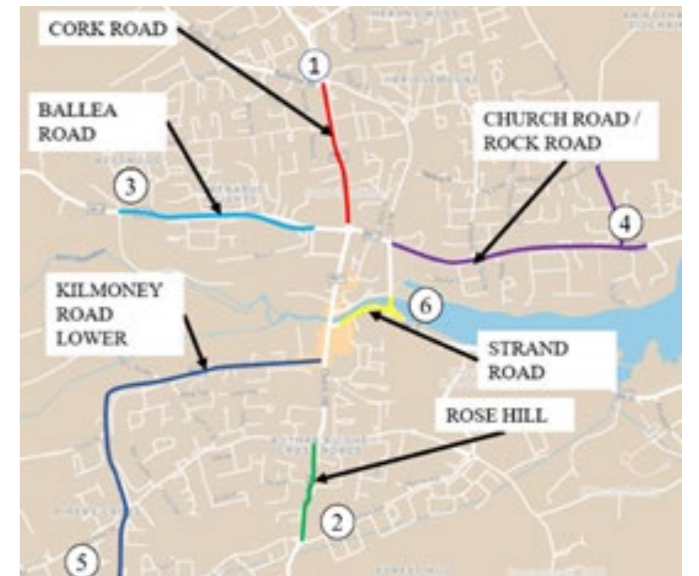 CORK ROAD
1
BALLEA
ROAD
CHURCH ROAD /
ROCK ROAD
3
4
KILMONEY
ROAD
LOWER
6
STRAND
ROAD
ROSE HILL
2
5